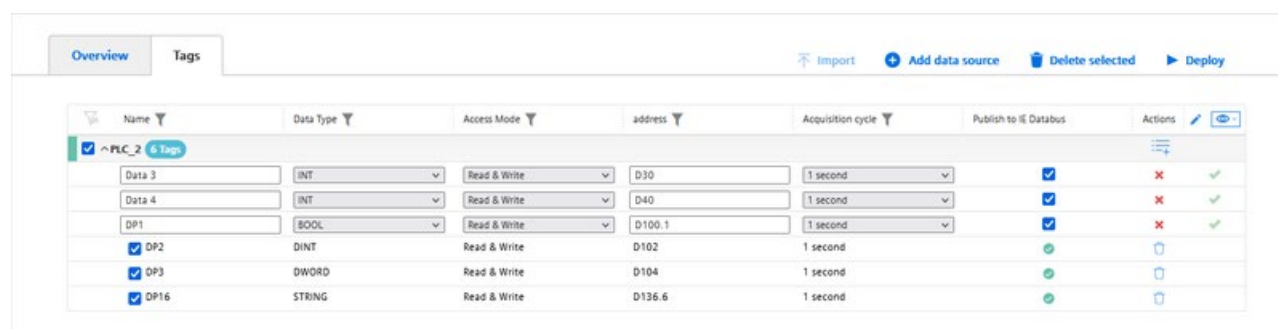 Overview Tags Import Add data source Delete selected Deploy
Name Data Type Access Mode address Acquisition cycle Publish to IE Databus Actions
PLC_2 6 Tags
Data 3 INT Read & Write D30 1 second
Data 4 INT Read & Write D40 1 second
DP1 BOOL Read & Write D100.1 1 second
DP2 DINT Read & Write D102 1 second
DP3 DWORD Read & Write D104 1 second
DP16 STRING Read & Write D136.6 1 second